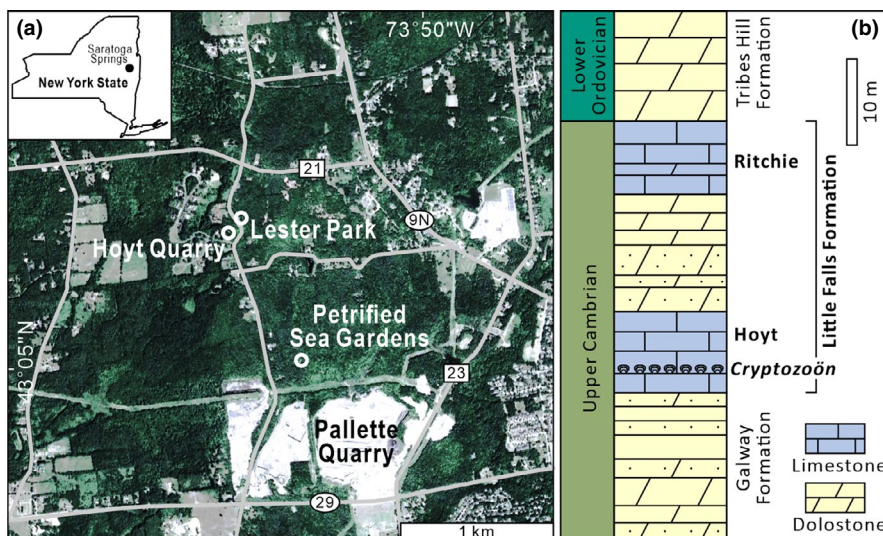 (a)
Saratoga
Springs
New York State
73°50"W
21
9N
Lester Park
Hoyt Quarry
Petrified
Sea Gardens
43°05"N
23
Pallette
Quarry
29
1 km
(b)
Lower
Ordovician
Upper Cambrian
Tribes Hill
Formation
10 m
Ritchie
Little Falls Formation
Hoyt
Cryptozoön
Galway
Formation
Limestone
Dolostone